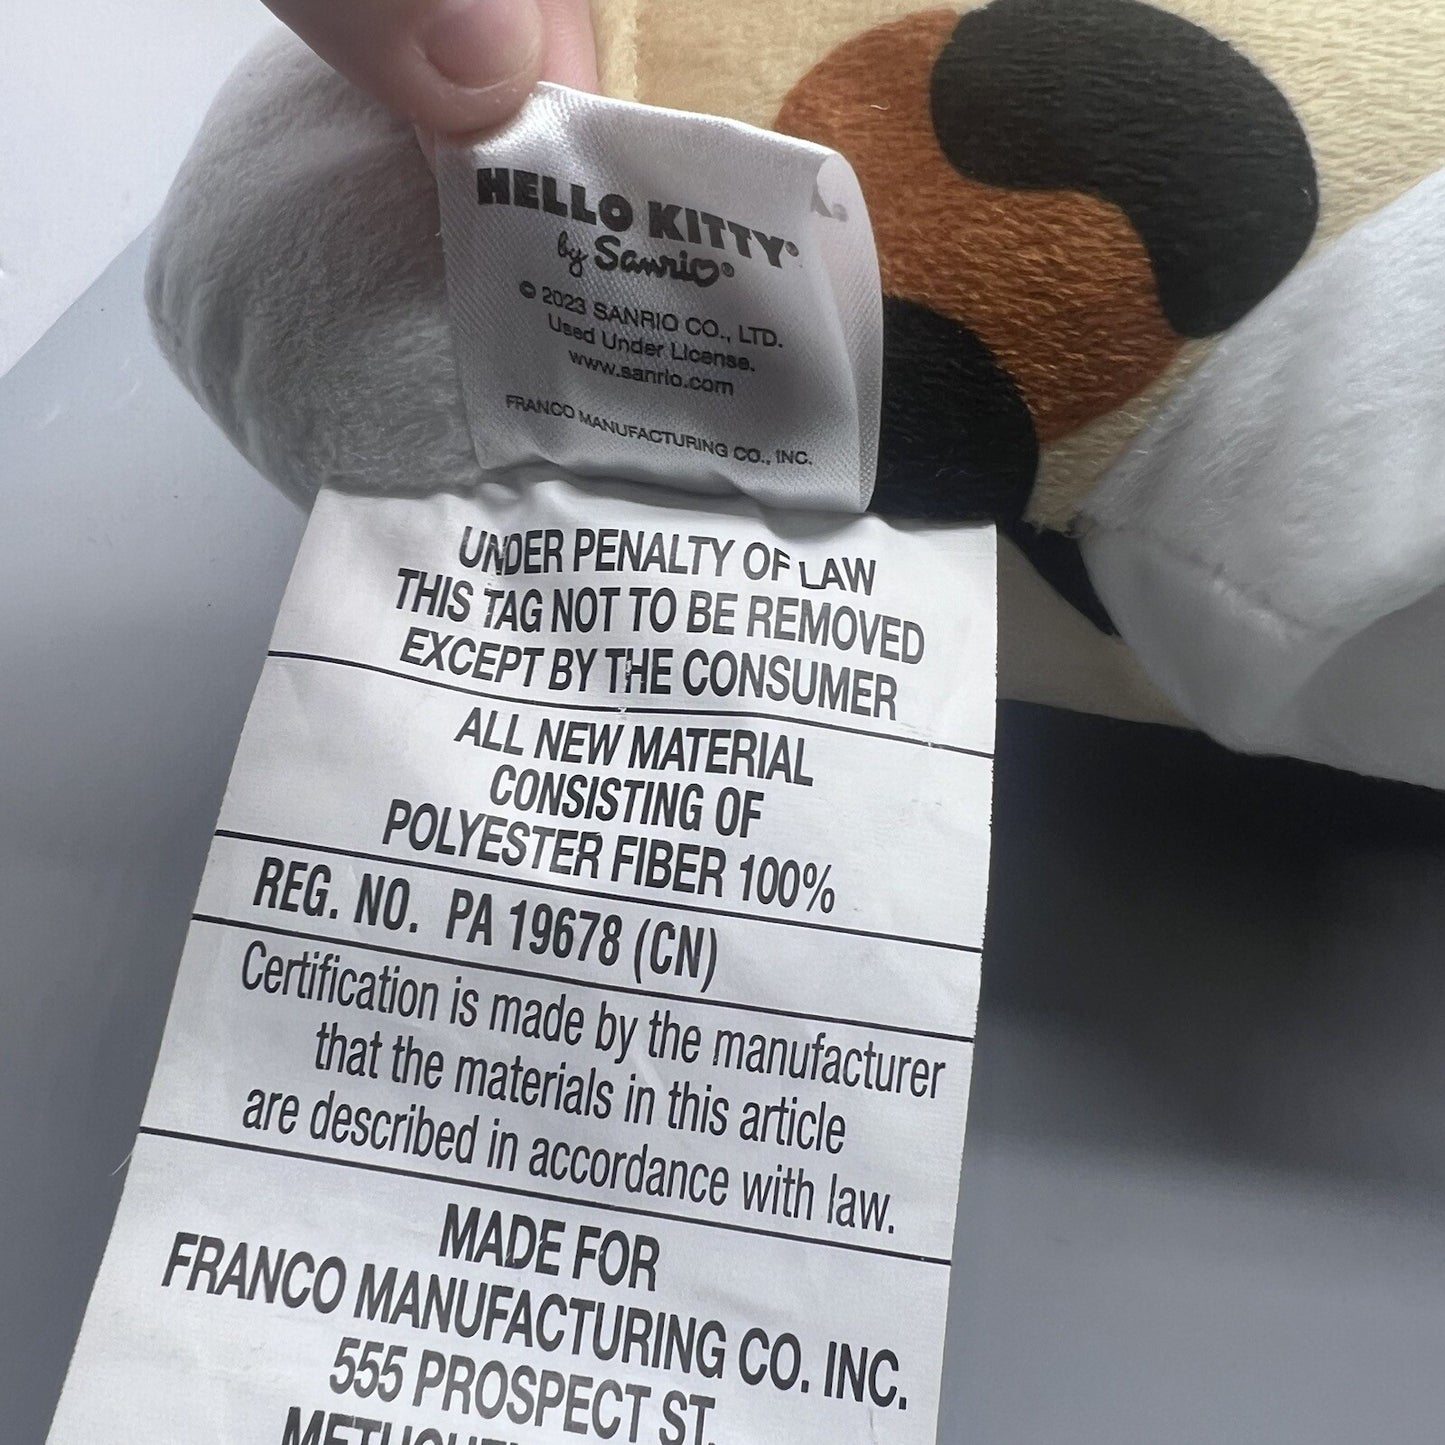 HELLO KITTY®
by Sanrio®
© 2023 SANRIO CO., LTD.
Used Under License.
www.sanrio.com
FRANCO MANUFACTURING CO., INC.
UNDER PENALTY OF LAW
THIS TAG NOT TO BE REMOVED
EXCEPT BY THE CONSUMER
ALL NEW MATERIAL
CONSISTING OF
POLYESTER FIBER 100%
REG. NO. PA 19678 (CN)
Certification is made by the manufacturer
that the materials in this article
are described in accordance with law.
MADE FOR
FRANCO MANUFACTURING CO. INC.
555 PROSPECT ST.